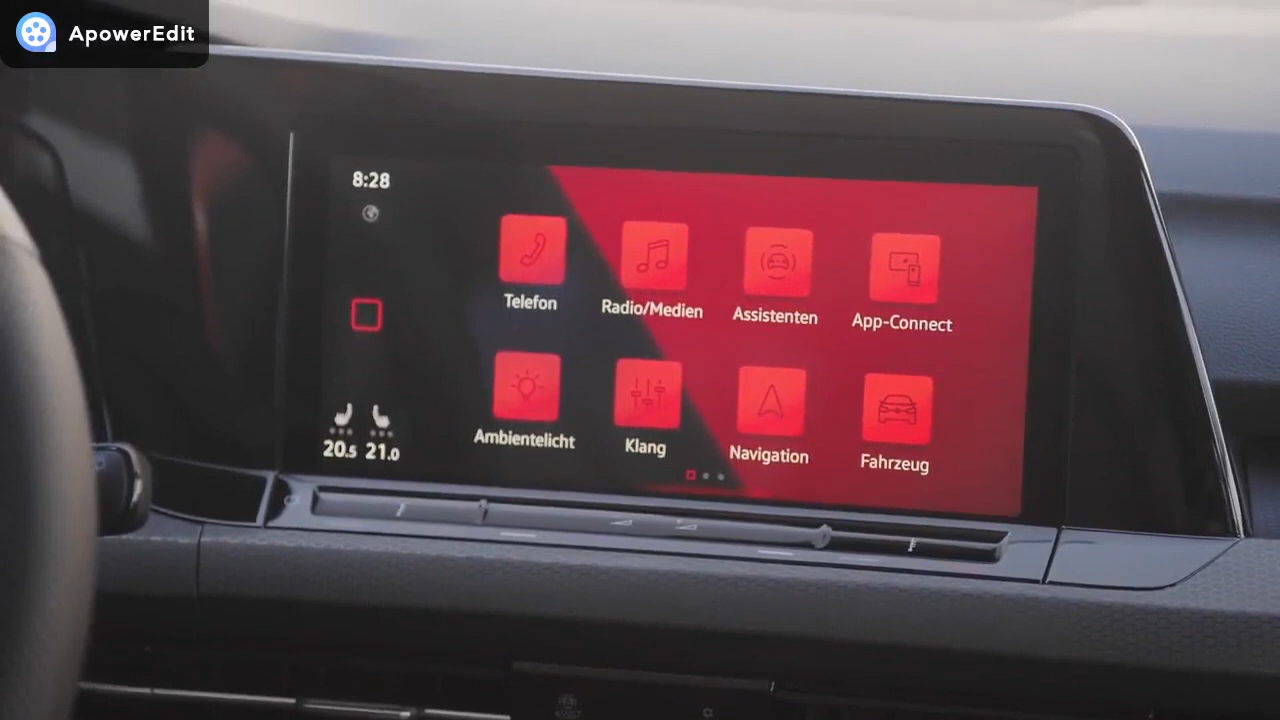 ApowerEdit
8:28
Telefon
Radio/Medien
Assistenten
App-Connect
Ambientelicht
Klang
Navigation
Fahrzeug
20.5 21.0